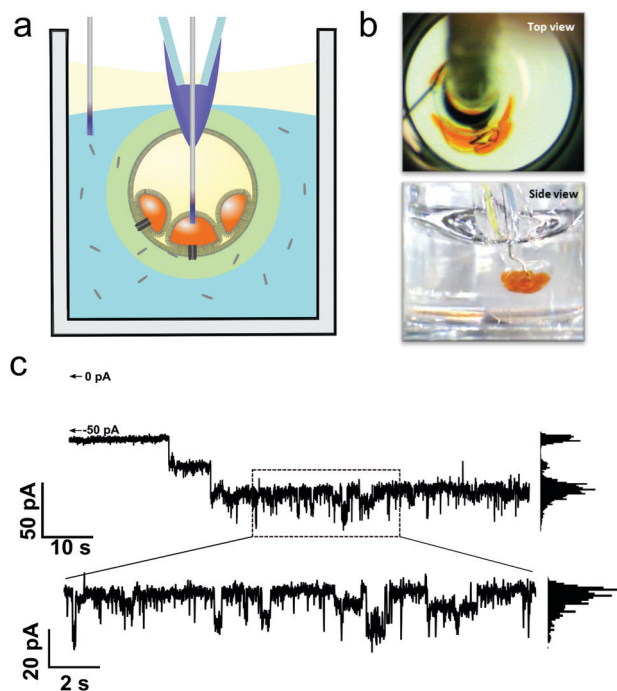 a
b
Top view
Side view
c
← 0 pA
← -50 pA
50 pA
10 s
20 pA
2 s